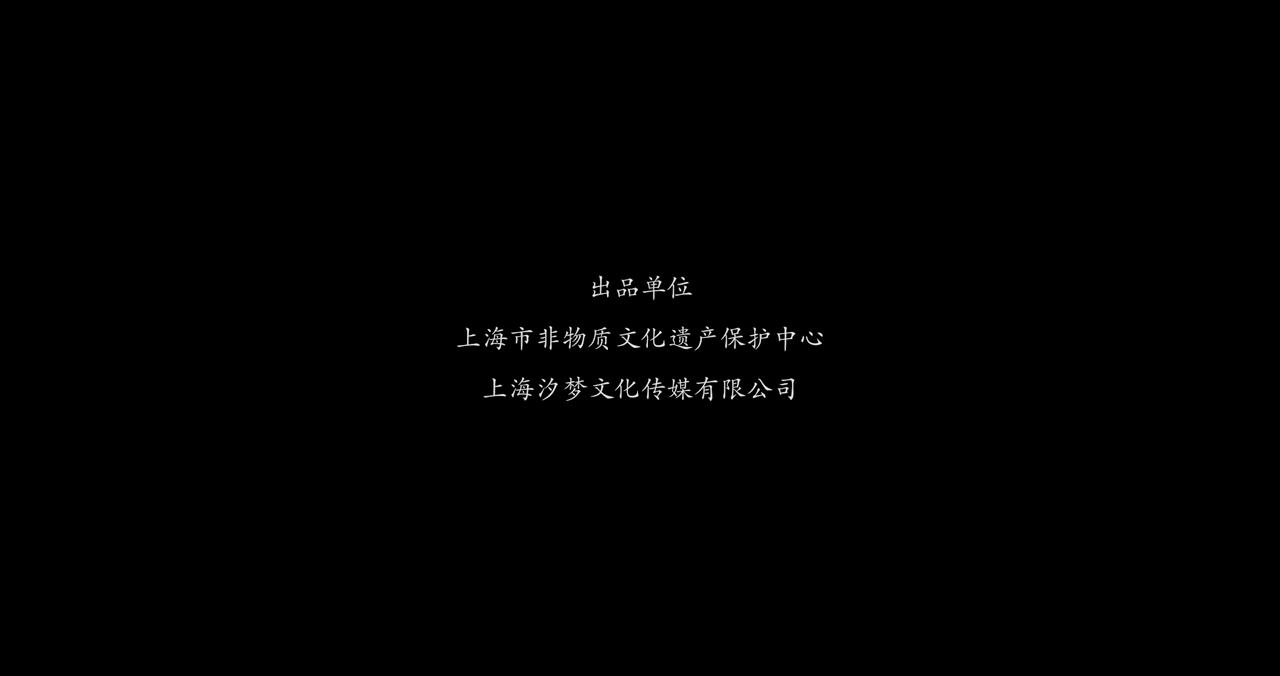 出品单位
上海市非物质文化遗产保护中心
上海汐梦文化传媒有限公司